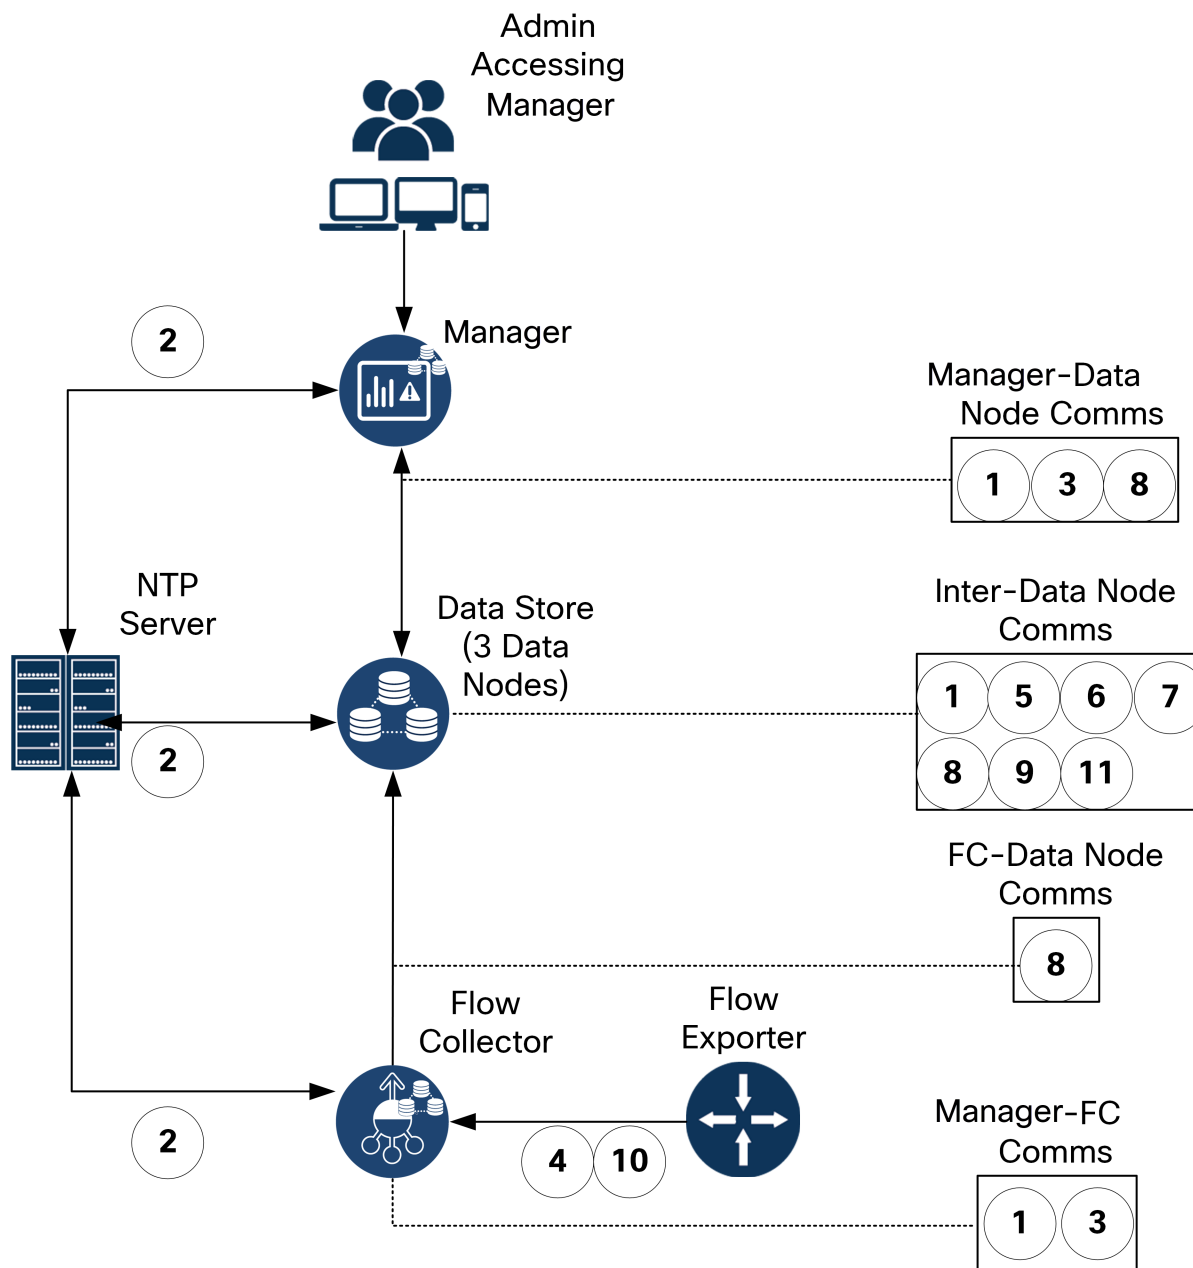 Admin
Accessing
Manager
2
Manager
Manager-Data
Node Comms
1 3 8
NTP
Server
Data Store
(3 Data
Nodes)
2
Inter-Data Node
Comms
1 5 6 7
8 9 11
FC-Data Node
Comms
8
Flow
Collector
Flow
Exporter
2
4 10
Manager-FC
Comms
1 3